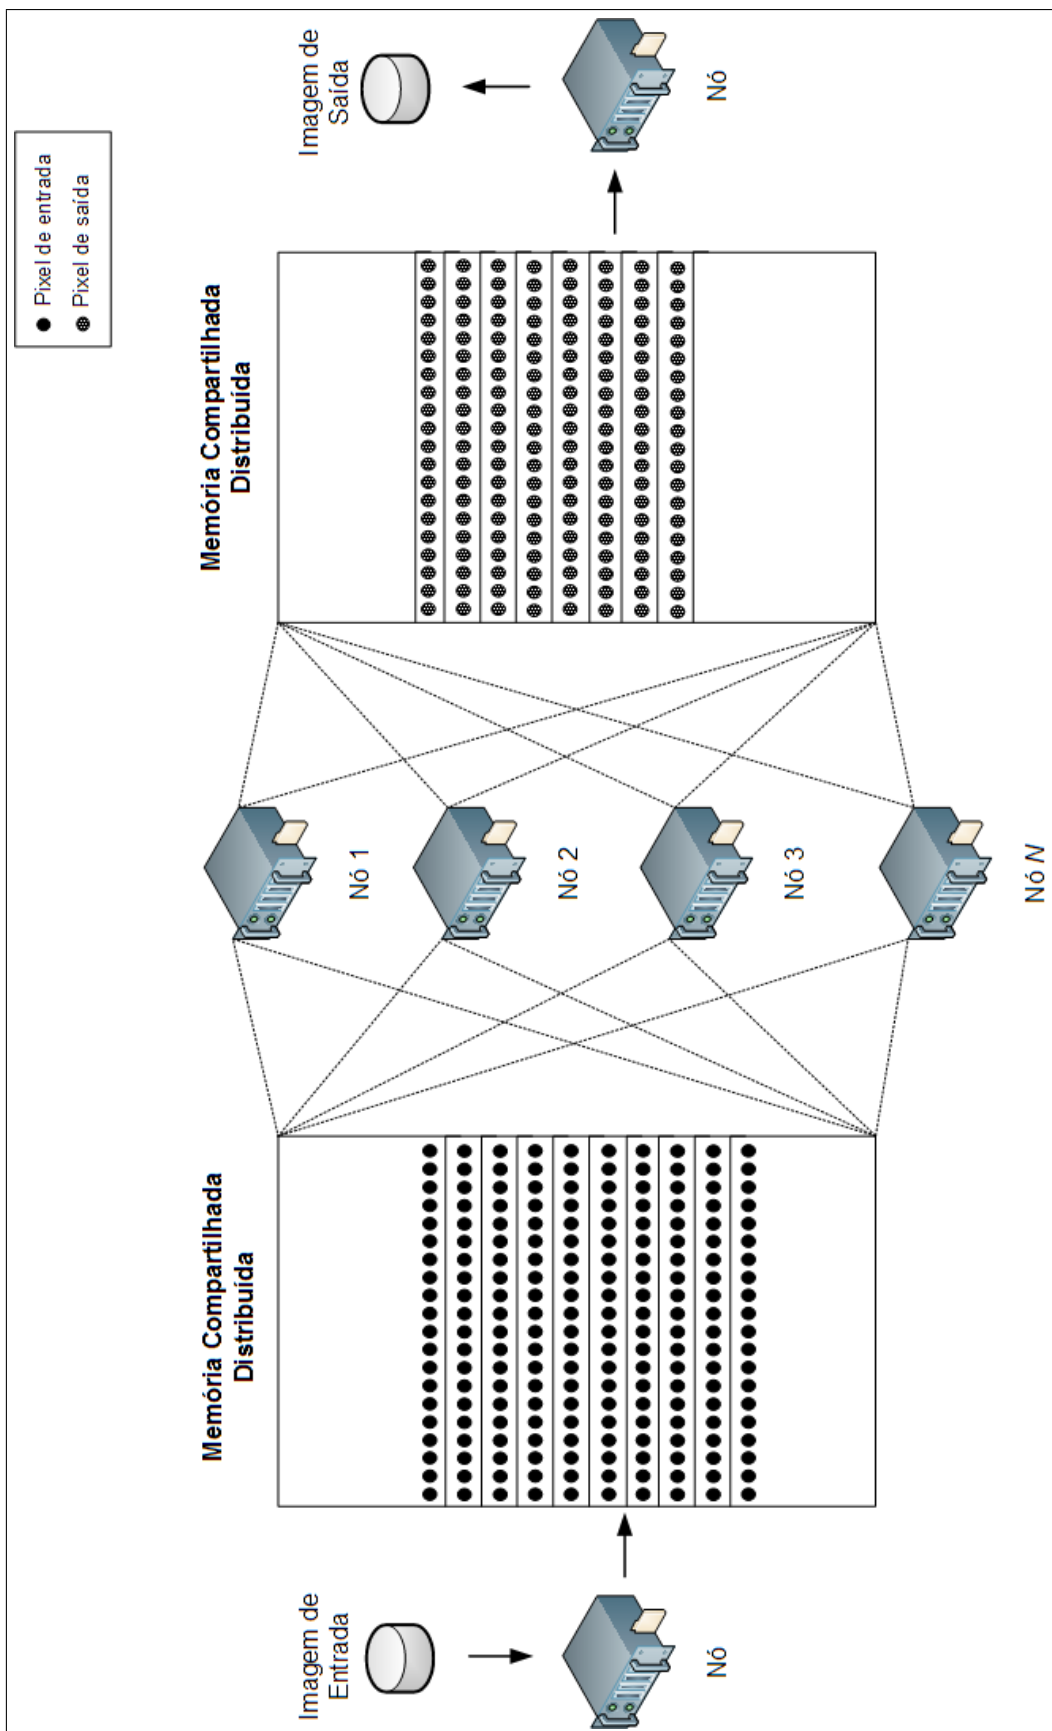 Pixel de entrada
Pixel de saída
Imagem de
Entrada
Nó
Memória Compartilhada
Distribuída
Nó 1
Nó 2
Nó 3
Nó N
Memória Compartilhada
Distribuída
Imagem de
Saída
Nó